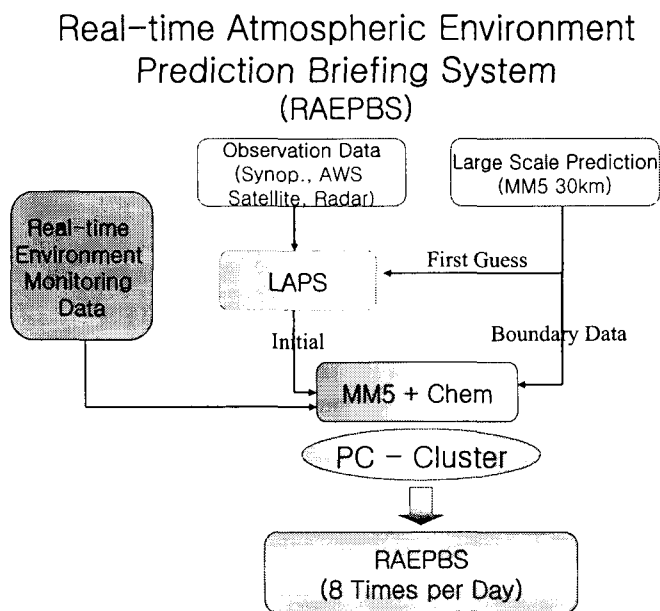 Real-time Atmospheric Environment
Prediction Briefing System
(RAEPBS)
Observation Data
(Synop., AWS
Satellite, Radar)
Large Scale Prediction
(MM5 30km)
Real-time
Environment
Monitoring
Data
LAPS
First Guess
Initial
Boundary Data
MM5 + Chem
PC - Cluster
RAEPBS
(8 Times per Day)